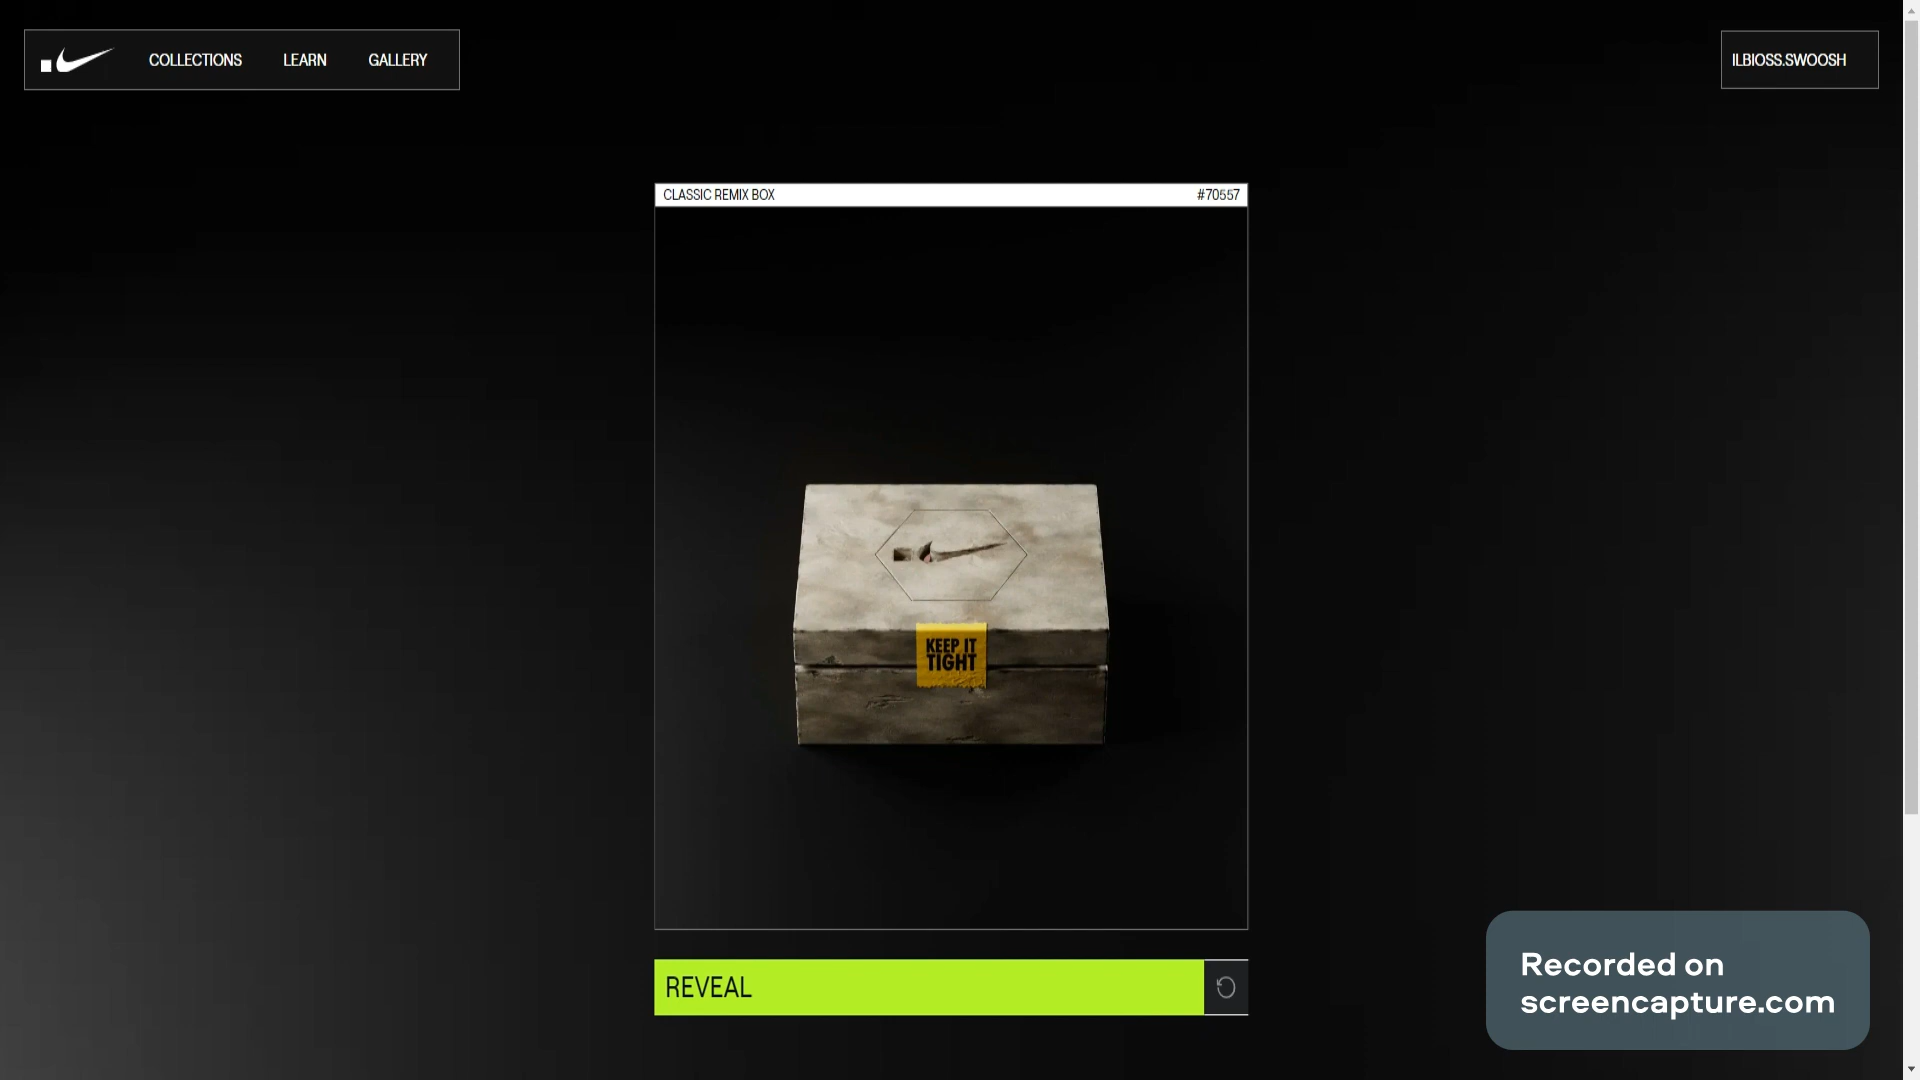 COLLECTIONS LEARN GALLERY
ILBIOSS.SWOOSH
CLASSIC REMIX BOX #70557
KEEP IT
TIGHT
REVEAL
Recorded on
screencapture.com